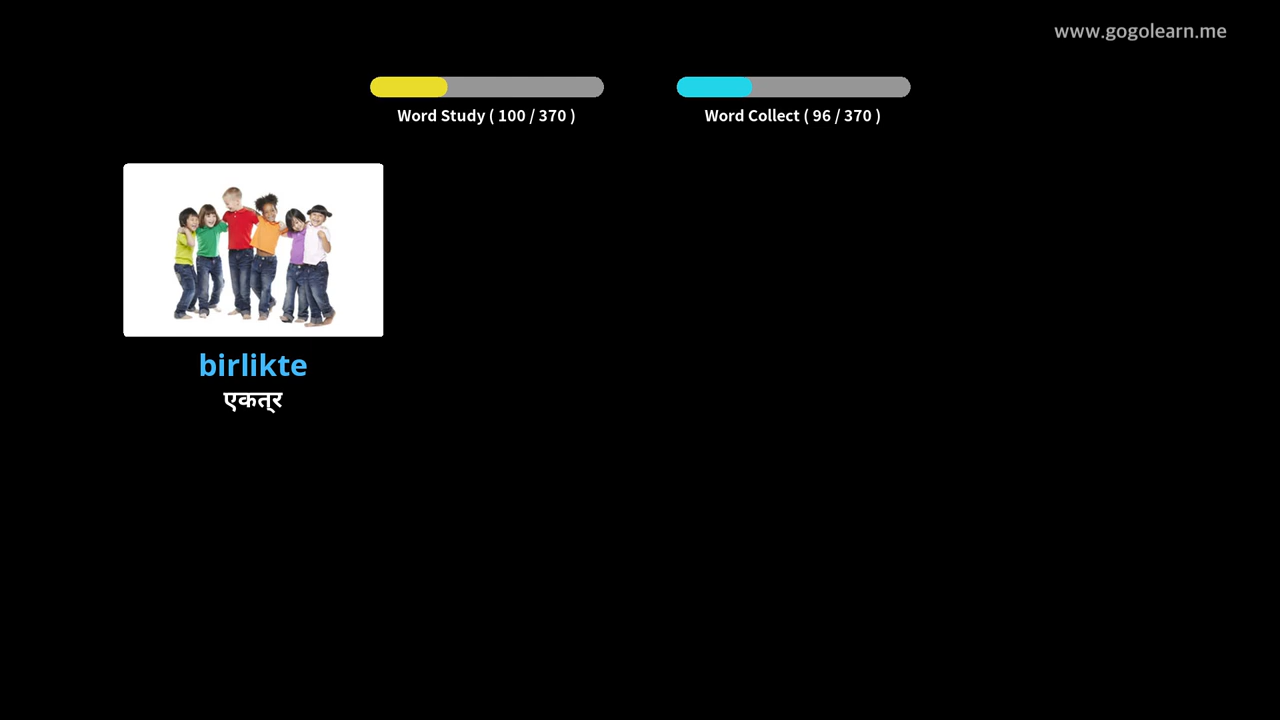 www.gogolearn.me
Word Study ( 100 / 370 )
Word Collect ( 96 / 370 )
birlikte
एकत्र